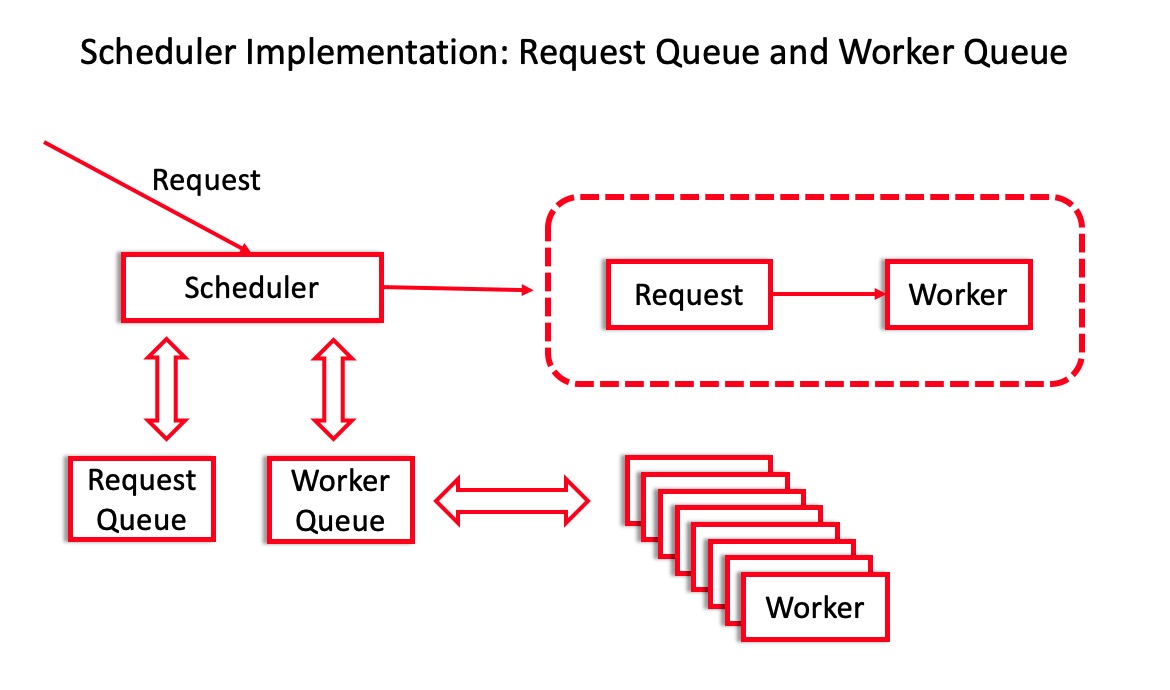 Scheduler Implementation: Request Queue and Worker Queue
Request
Scheduler
Request
Worker
Request
Queue
Worker
Queue
Worker